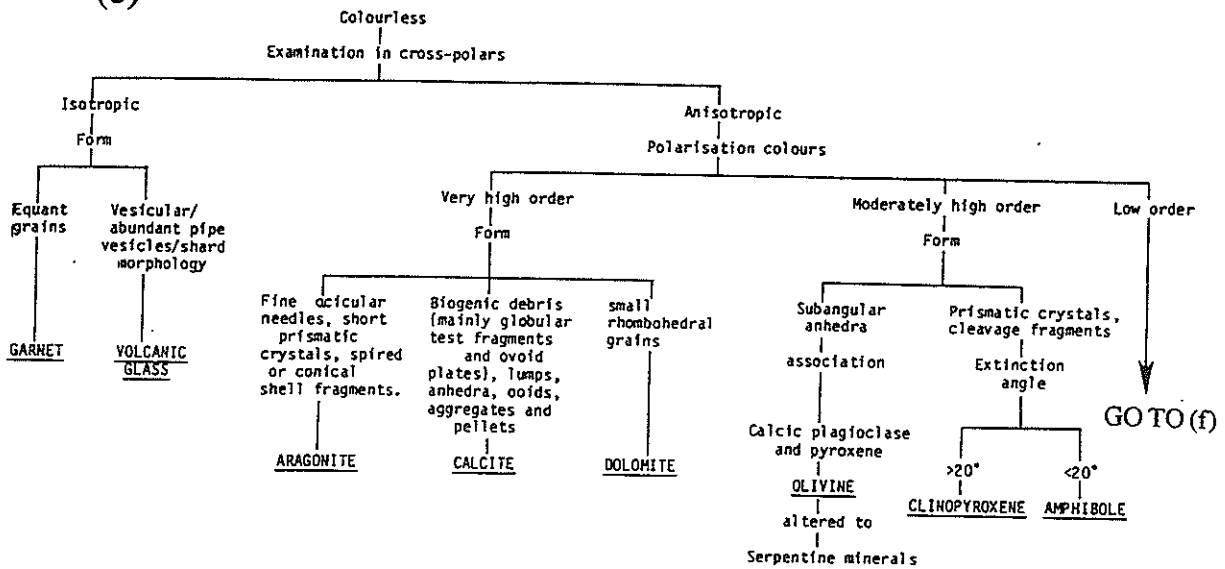 Colourless
Examination in cross-polars
Isotropic
Form
Equant
grains
GARNET
Vesicular/
abundant pipe
vesicles/shard
morphology
VOLCANIC
GLASS
Anisotropic
Polarisation colours
Very high order
Form
Fine acicular
needles, short
prismatic
crystals, spired
or conical
shell fragments.
ARAGONITE
Biogenic debris
(mainly globular
test fragments
and ovoid
plates), lumps,
anhedra, ooids,
aggregates and
pellets
CALCITE
small
rhombohedral
grains
DOLOMITE
Moderately high order
Form
Subangular
anhedra
association
Calcic plagioclase
and pyroxene
OLIVINE
altered to
Serpentine minerals
Prismatic crystals,
cleavage fragments
Extinction
angle
>20°
CLINOPYROXENE
<20°
AMPHIBOLE
Low order
GO TO (f)